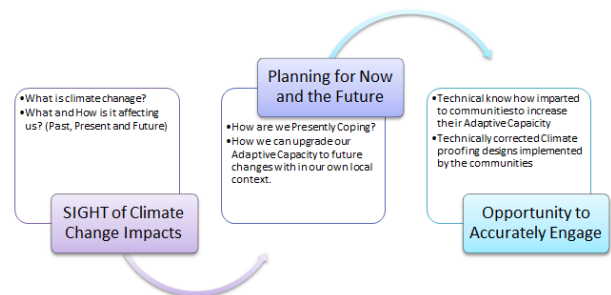 •What is climate chanage?
•What and How is it affecting
us? (Past, Present and Future)
SIGHT of Climate
Change Impacts
Planning for Now
and the Future
•How are we Presently Coping?
•How we can upgrade our
Adaptive Capacity to future
changes with in our own local
context.
•Technical know how imparted
to communitiesto increase
their Adaptive Capaicity
•Technically corrected Climate
proofing designs implemented
by the communities
Opportunity to
Accurately Engage